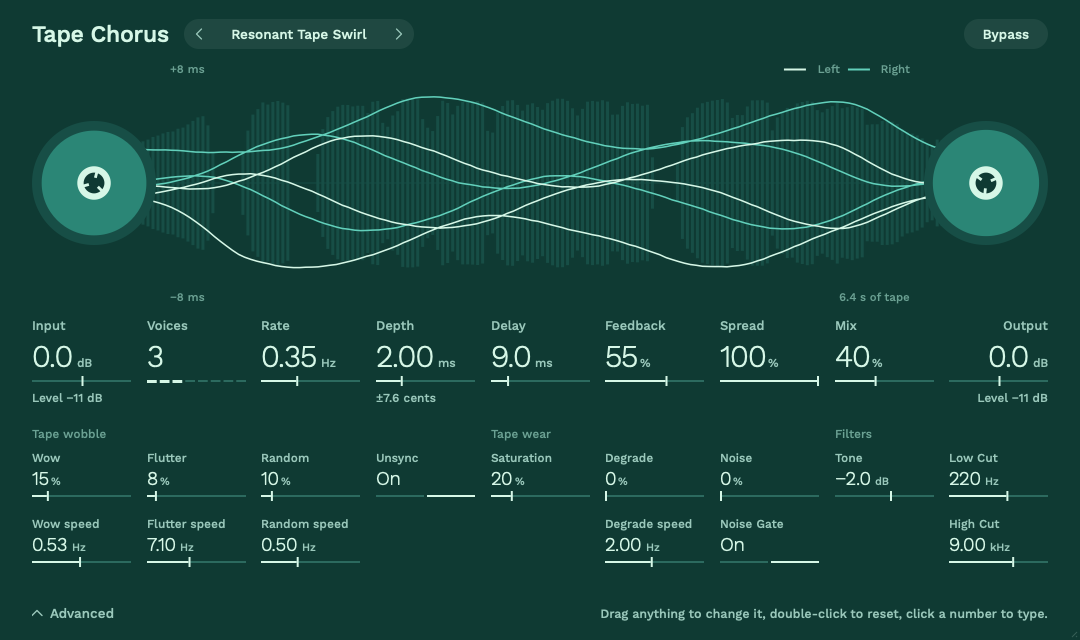 Tape Chorus
Resonant Tape Swirl
Bypass
+8 ms
Left
Right
−8 ms
6.4 s of tape
Input Voices Rate Depth Delay Feedback Spread Mix Output
0.0 dB 3 0.35 Hz 2.00 ms 9.0 ms 55 % 100 % 40 % 0.0 dB
Level −11 dB ±7.6 cents Level −11 dB
Tape wobble Tape wear Filters
Wow Flutter Random Unsync Saturation Degrade Noise Tone Low Cut
15 % 8 % 10 % On 20 % 0 % 0 % −2.0 dB 220 Hz
Wow speed Flutter speed Random speed Degrade speed Noise Gate High Cut
0.53 Hz 7.10 Hz 0.50 Hz 2.00 Hz On 9.00 kHz
Advanced
Drag anything to change it, double-click to reset, click a number to type.